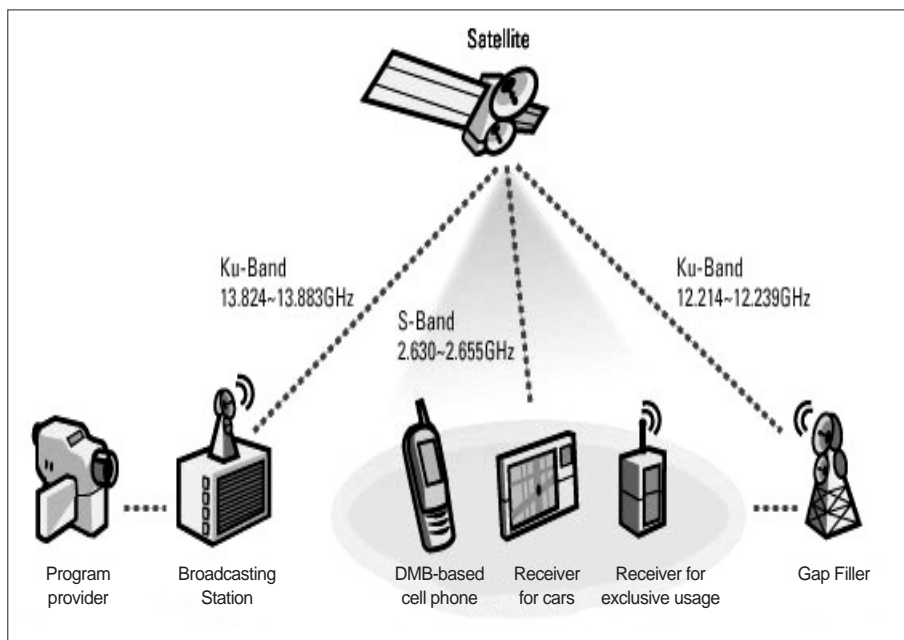 Satellite
Ku-Band
13.824~13.883GHz
S-Band
2.630~2.655GHz
Ku-Band
12.214~12.239GHz
Program
provider
Broadcasting
Station
DMB-based
cell phone
Receiver
for cars
Receiver for
exclusive usage
Gap Filler